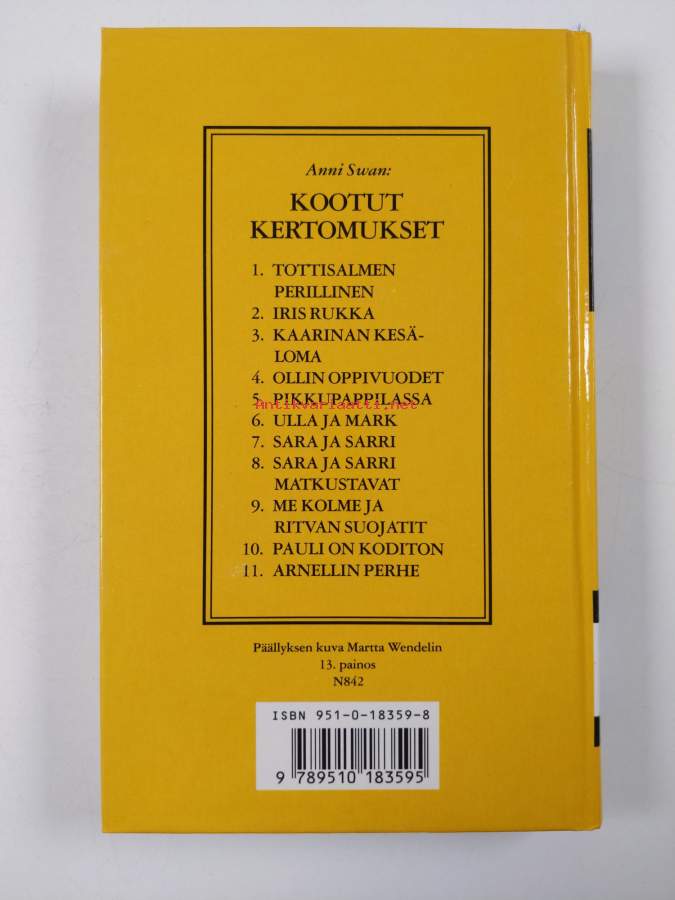 Anni Swan:
KOOTUT
KERTOMUKSET
1. TOTTISALMEN
PERILLINEN
2. IRIS RUKKA
3. KAARINAN KESÄ-
LOMA
4. OLLIN OPPIVUODET
5. PIKKUPAPPILASSA
Antikvariaatti.net
6. ULLA JA MARK
7. SARA JA SARRI
8. SARA JA SARRI
MATKUSTAVAT
9. ME KOLME JA
RITVAN SUOJATIT
10. PAULI ON KODITON
11. ARNELLIN PERHE
Päällyksen kuva Martta Wendelin
13. painos
N842
ISBN 951-0-18359-8
9 789510 183595